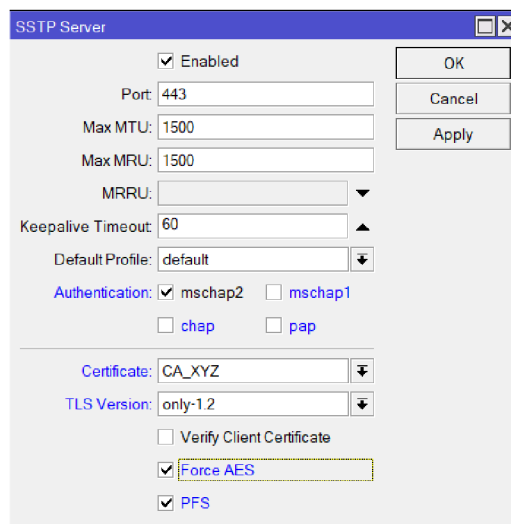 SSTP Server
Enabled
OK
Port: 443
Cancel
Max MTU: 1500
Apply
Max MRU: 1500
MRRU:
Keepalive Timeout: 60
Default Profile: default
Authentication: mschap2 mschap1
chap pap
Certificate: CA_XYZ
TLS Version: only-1.2
Verify Client Certificate
Force AES
PFS